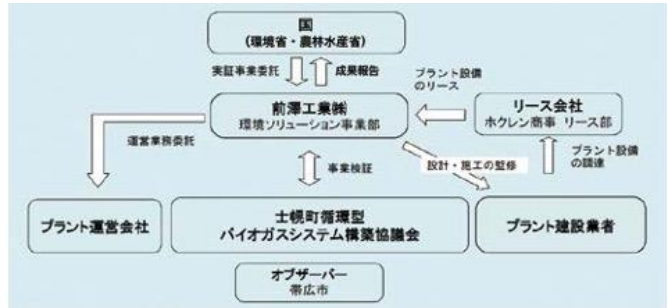 国
(環境省・農林水産省)
実証事業委託
成果報告
プラント設備
のリース
前澤工業㈱
環境ソリューション事業部
リース会社
ホクレン商事 リース部
運営業務委託
事業検証
設計・施工の監修
プラント設備
の調達
プラント運営会社
士幌町循環型
バイオガスシステム構築協議会
プラント建設業者
オブザーバー
帯広市